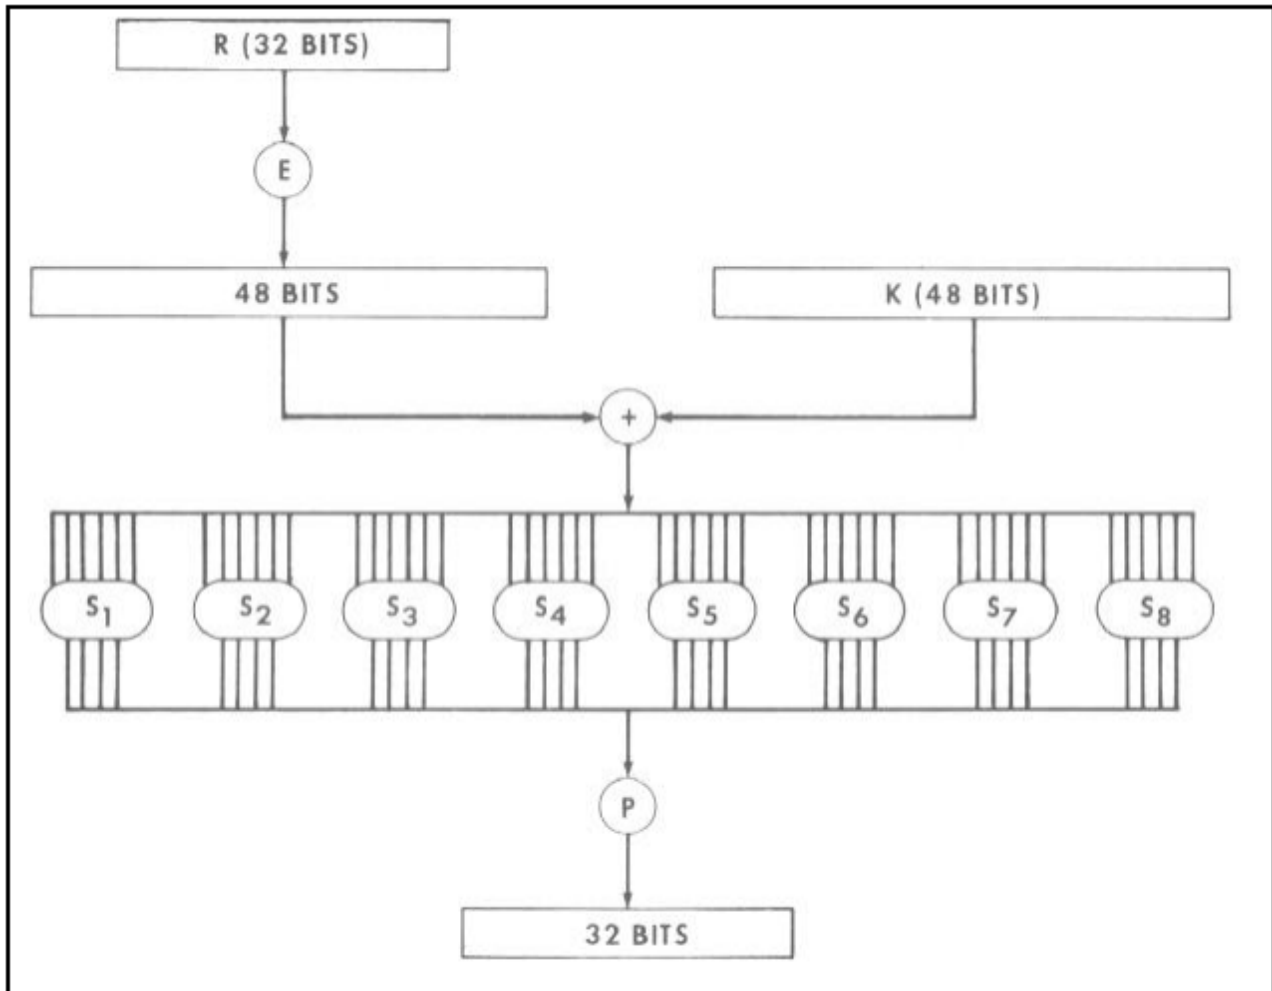 R (32 BITS)
E
48 BITS
K (48 BITS)
+
S1 S2 S3 S4 S5 S6 S7 S8
P
32 BITS